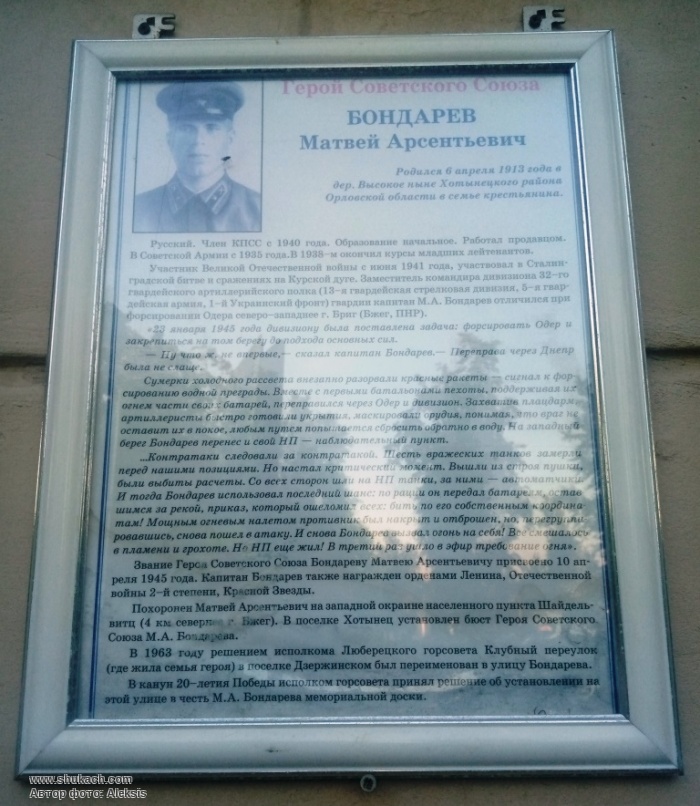 Герой Советского Союза
БОНДАРЕВ
Матвей Арсентьевич
Родился 6 апреля 1913 года в
дер. Высокое ныне Хотынецкого района
Орловской области в семье крестьянина.
Русский. Член КПСС с 1940 года. Образование начальное. Работал продавцом.
В Советской Армии с 1935 года. В 1938-м окончил курсы младших лейтенантов.
Участник Великой Отечественной войны с июня 1941 года, участвовал в Сталин-
градской битве и сражениях на Курской дуге. Заместитель командира дивизиона 32-го
гвардейского артиллерийского полка (13-я гвардейская стрелковая дивизия, 5-я гвар-
дейская армия, 1-й Украинский фронт) гвардии капитан М.А. Бондарев отличился при
форсировании Одера северо-западнее г. Бриг (Бжег, ПНР).
«23 января 1945 года дивизиону была поставлена задача: форсировать Одер и
закрепиться на том берегу до подхода основных сил.
— Ну что ж, не впервые,— сказал капитан Бондарев.— Переправа через Днепр
была не слаще.
Сумерки холодного рассвета внезапно разорвали красные ракеты — сигнал к фор-
сированию водной преграды. Вместе с первыми батальонами пехоты, поддерживая их
огнем части своих батарей, переправился через Одер и дивизион. Захватив плацдарм,
артиллеристы быстро готовили укрытия, маскировали орудия, понимая, что враг не
оставит их в покое, любым путем попытается сбросить обратно в воду. На западный
берег Бондарев перенес и свой НП — наблюдательный пункт.
...Контратаки следовали за контратакой. Шесть вражеских танков замерли
перед нашими позициями. Но настал критический момент. Вышли из строя пушки,
были выбиты расчеты. Со всех сторон шли на НП танки, за ними — автоматчики.
И тогда Бондарев использовал последний шанс: по рации он передал батареям, остав
шимся за рекой, приказ, который ошеломил всех: бить по его собственным координа-
там! Мощным огневым налетом противник был накрыт и отброшен, но, перегруппи-
ровавшись, снова пошел в атаку. И снова Бондарев вызвал огонь на себя! Все смешалось
в пламени и грохоте. Но НП еще жил! В третий раз ушло в эфир требование огня».
Звание Героя Советского Союза Бондареву Матвею Арсентьевичу присвоено 10 ап-
реля 1945 года. Капитан Бондарев также награжден орденами Ленина, Отечественной
войны 2-й степени, Красной Звезды.
Похоронен Матвей Арсентьевич на западной окраине населенного пункта Шайдель-
витц (4 км севернее г. Бжег). В поселке Хотынец установлен бюст Героя Советского
Союза М.А. Бондарева.
В 1963 году решением исполкома Люберецкого горсовета Клубный переулок
(где жила семья героя) в поселке Дзержинском был переименован в улицу Бондарева.
В канун 20-летия Победы исполком горсовета принял решение об установлении на
этой улице в честь М.А. Бондарева мемориальной доски.
www.shukach.com
Автор фото: Aleksis